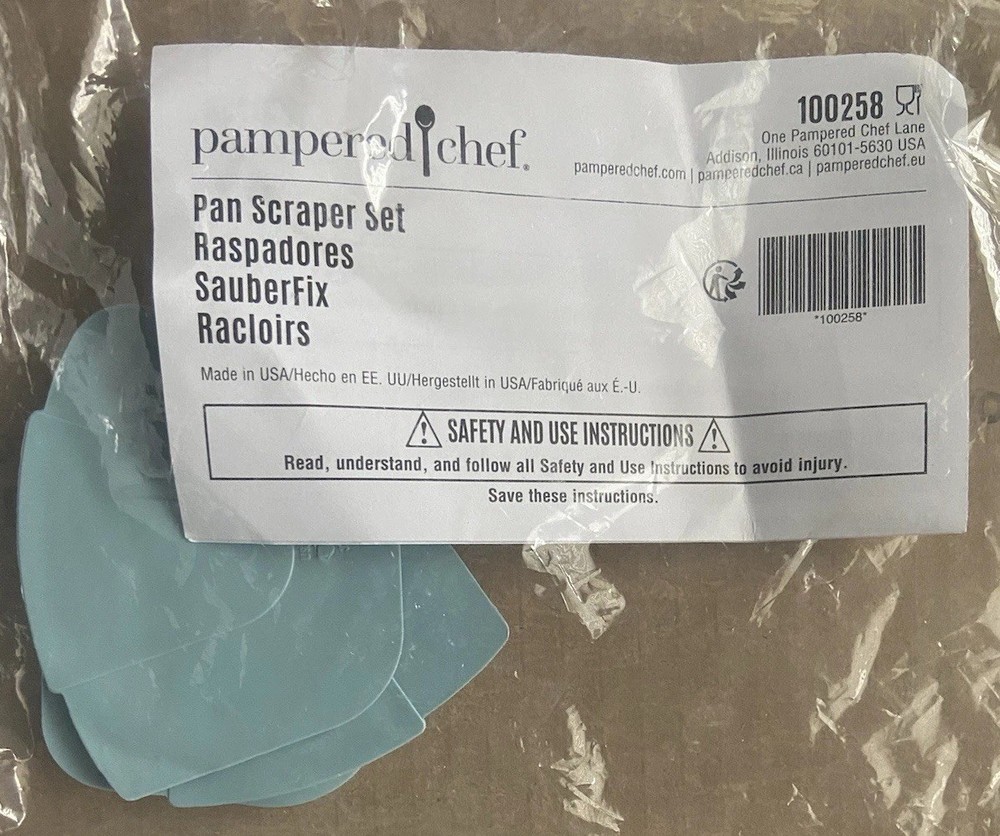 pampered chef®
100258
One Pampered Chef Lane
Addison, Illinois 60101-5630 USA
pamperedchef.com | pamperedchef.ca | pamperedchef.eu
Pan Scraper Set
Raspadores
SauberFix
Racloirs
*100258*
Made in USA/Hecho en EE. UU/Hergestellt in USA/Fabriqué aux É.-U.
SAFETY AND USE INSTRUCTIONS
Read, understand, and follow all Safety and Use Instructions to avoid injury.
Save these instructions.